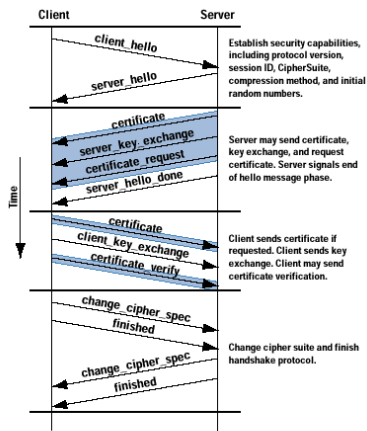 Client
Server
client_hello
server_hello
Establish security capabilities,
including protocol version,
session ID, CipherSuite,
compression method, and initial
random numbers.
certificate
server_key_exchange
certificate_request
server_hello_done
Server may send certificate,
key exchange, and request
certificate. Server signals end
of hello message phase.
Time
certificate
client_key_exchange
certificate_verify
Client sends certificate if
requested. Client sends key
exchange. Client may send
certificate verification.
change_cipher_spec
finished
change_cipher_spec
finished
Change cipher suite and finish
handshake protocol.